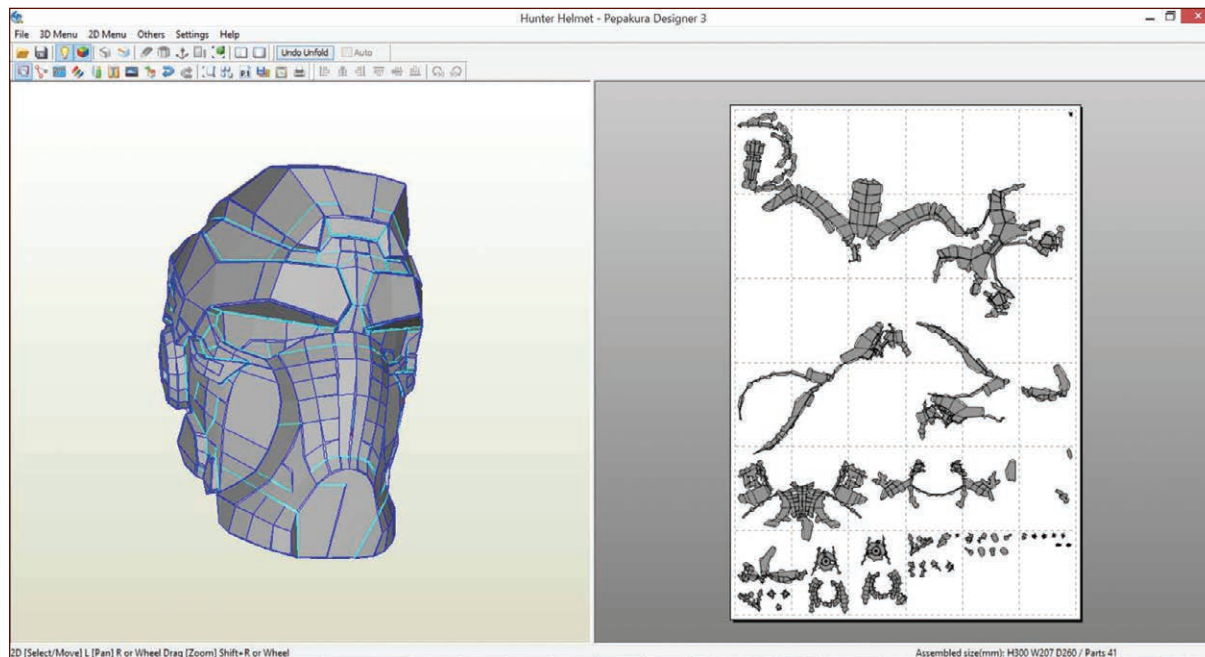 Hunter Helmet - Pepakura Designer 3
File 3D Menu 2D Menu Others Settings Help
Undo Unfold Auto
2D [Select/Move] L [Pan] R or Wheel Drag [Zoom] Shift+R or Wheel Assembled size(mm): H300 W207 D260 / Parts 41